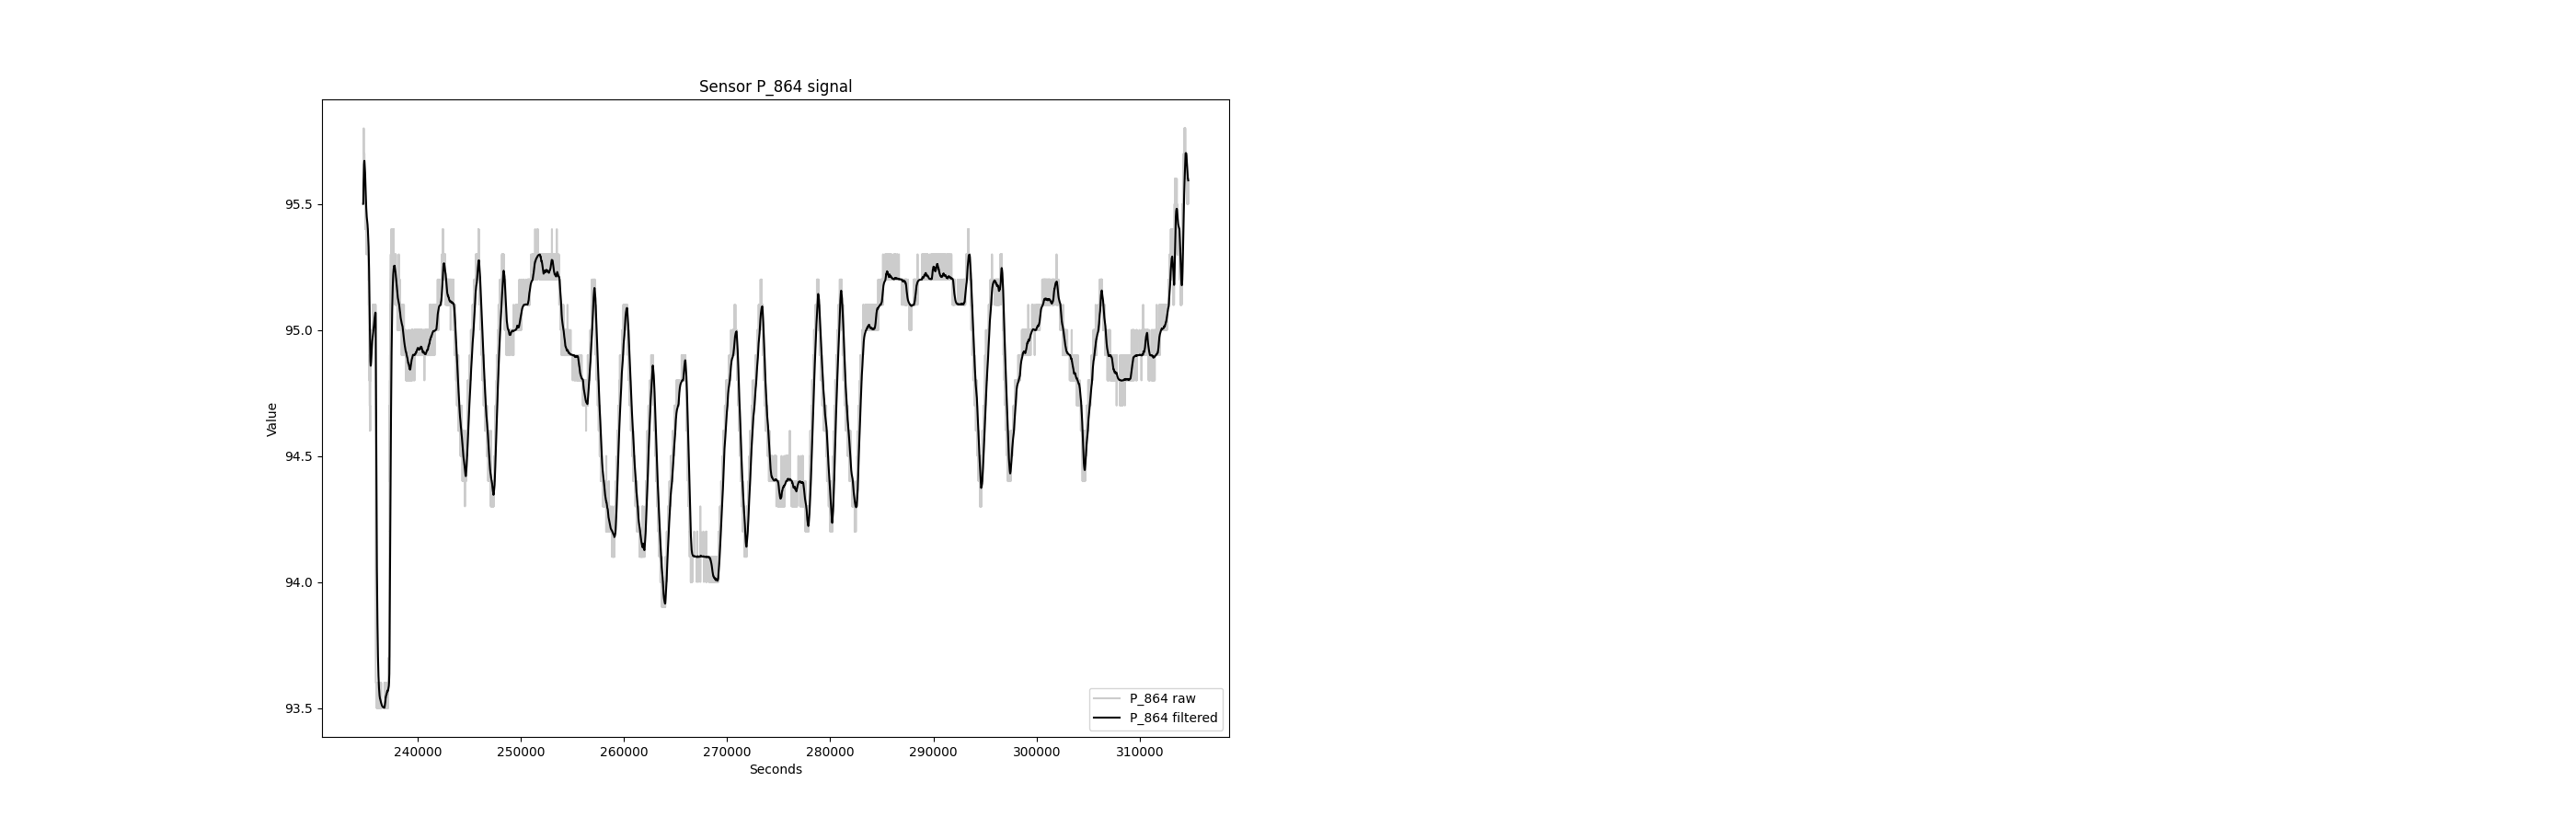 Sensor P_864 signal
95.5
95.0
94.5
94.0
93.5
Value
240000 250000 260000 270000 280000 290000 300000 310000
Seconds
P_864 raw
P_864 filtered